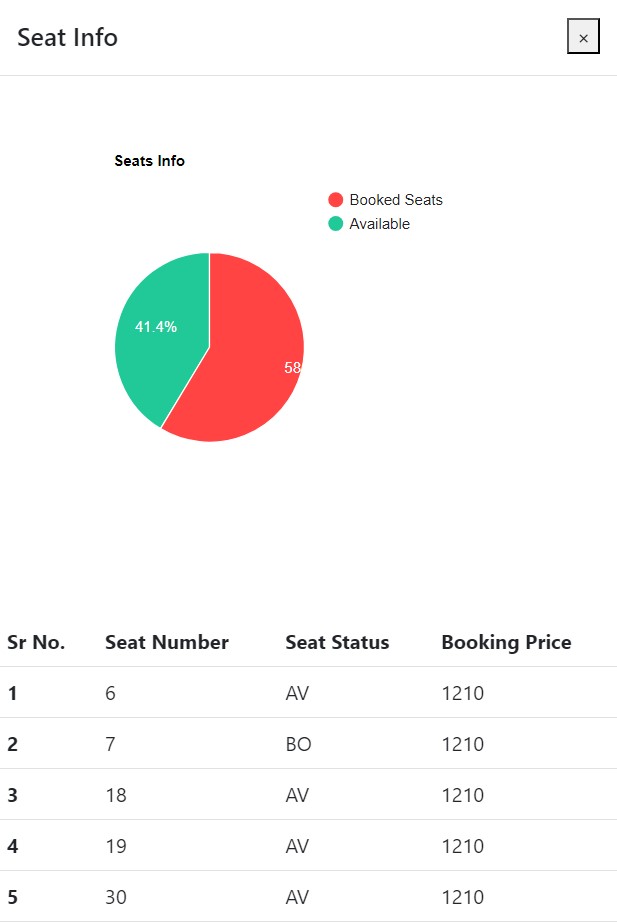 Seat Info
×
Seats Info
Booked Seats
Available
41.4%
58
Sr No. Seat Number Seat Status Booking Price
1 6 AV 1210
2 7 BO 1210
3 18 AV 1210
4 19 AV 1210
5 30 AV 1210